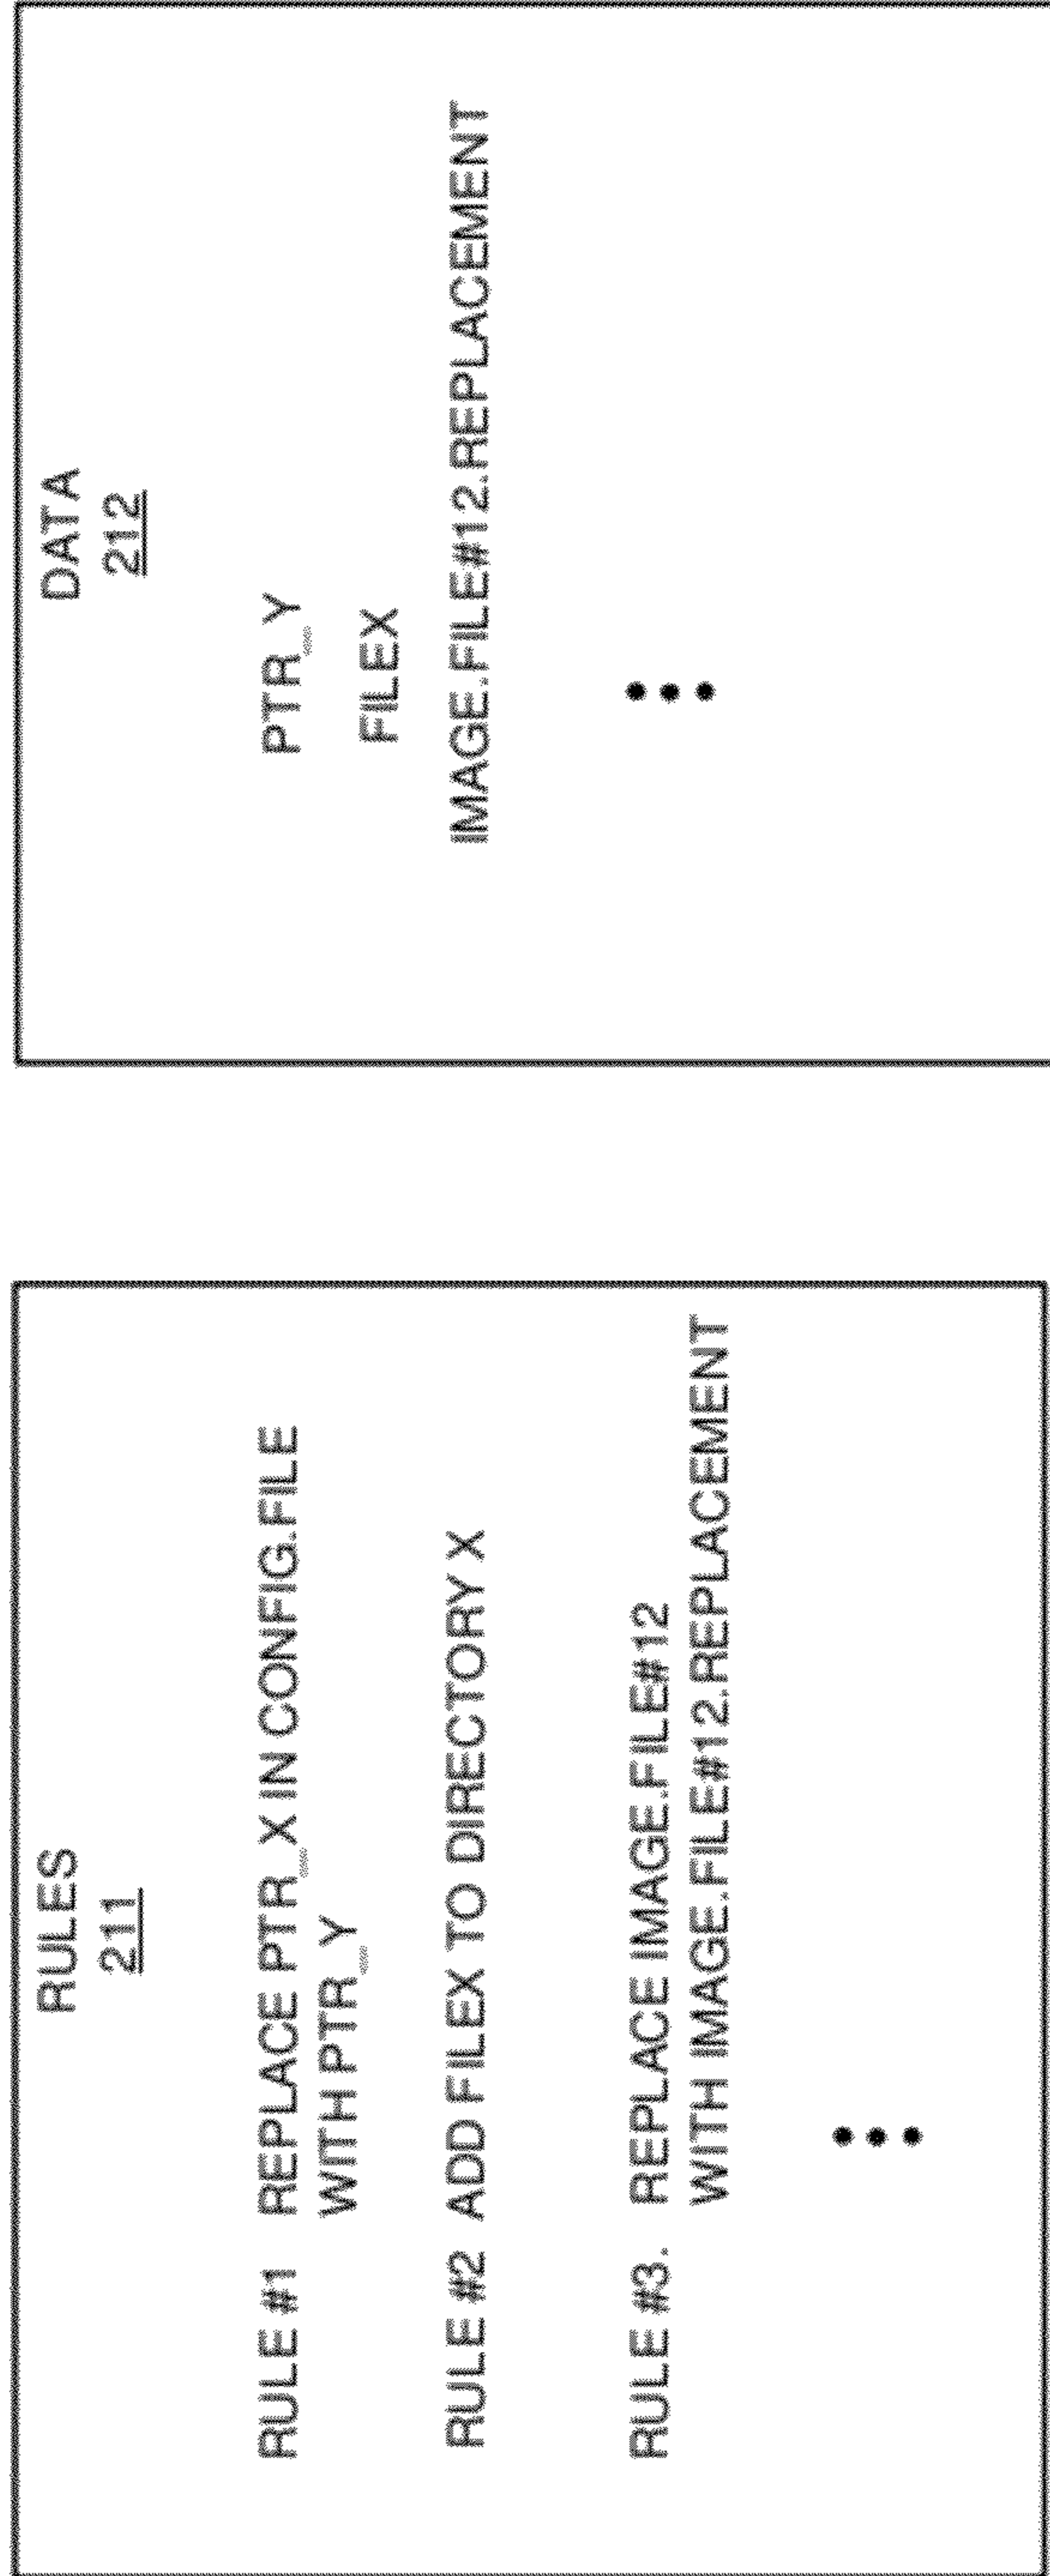 RULES
211
RULE #1 REPLACE PTR_X IN CONFIG.FILE
WITH PTR_Y
RULE #2 ADD FILEX TO DIRECTORY X
RULE #3. REPLACE IMAGE.FILE#12
WITH IMAGE.FILE#12.REPLACEMENT
DATA
212
PTR_Y
FILEX
IMAGE.FILE#12.REPLACEMENT